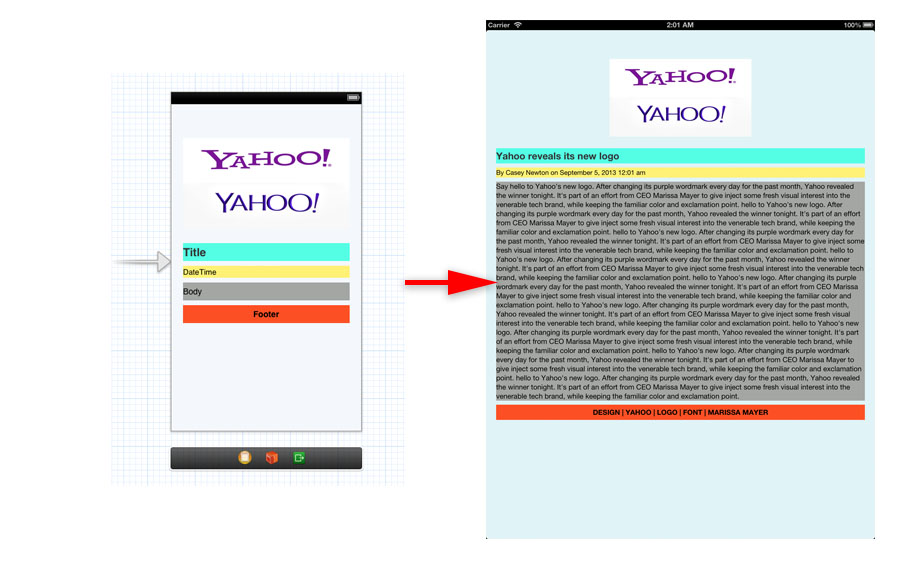 YAHOO!
YAHOO!
Title
DateTime
Body
Footer
Carrier 2:01 AM 100%
YAHOO!
YAHOO!
Yahoo reveals its new logo
By Casey Newton on September 5, 2013 12:01 am
Say hello to Yahoo's new logo. After changing its purple wordmark every day for the past month, Yahoo revealed
the winner tonight. It's part of an effort from CEO Marissa Mayer to give inject some fresh visual interest into the
venerable tech brand, while keeping the familiar color and exclamation point. hello to Yahoo's new logo. After
changing its purple wordmark every day for the past month, Yahoo revealed the winner tonight. It's part of an effort
from CEO Marissa Mayer to give inject some fresh visual interest into the venerable tech brand, while keeping the
familiar color and exclamation point. hello to Yahoo's new logo. After changing its purple wordmark every day for
the past month, Yahoo revealed the winner tonight. It's part of an effort from CEO Marissa Mayer to give inject some
fresh visual interest into the venerable tech brand, while keeping the familiar color and exclamation point. hello to
Yahoo's new logo. After changing its purple wordmark every day for the past month, Yahoo revealed the winner
tonight. It's part of an effort from CEO Marissa Mayer to give inject some fresh visual interest into the venerable tech
brand, while keeping the familiar color and exclamation point. hello to Yahoo's new logo. After changing its purple
wordmark every day for the past month, Yahoo revealed the winner tonight. It's part of an effort from CEO Marissa
Mayer to give inject some fresh visual interest into the venerable tech brand, while keeping the familiar color and
exclamation point. hello to Yahoo's new logo. After changing its purple wordmark every day for the past month,
Yahoo revealed the winner tonight. It's part of an effort from CEO Marissa Mayer to give inject some fresh visual
interest into the venerable tech brand, while keeping the familiar color and exclamation point. hello to Yahoo's new
logo. After changing its purple wordmark every day for the past month, Yahoo revealed the winner tonight. It's part
of an effort from CEO Marissa Mayer to give inject some fresh visual interest into the venerable tech brand, while
keeping the familiar color and exclamation point. hello to Yahoo's new logo. After changing its purple wordmark
every day for the past month, Yahoo revealed the winner tonight. It's part of an effort from CEO Marissa Mayer to
give inject some fresh visual interest into the venerable tech brand, while keeping the familiar color and exclamation
point. hello to Yahoo's new logo. After changing its purple wordmark every day for the past month, Yahoo revealed
the winner tonight. It's part of an effort from CEO Marissa Mayer to give inject some fresh visual interest into the
venerable tech brand, while keeping the familiar color and exclamation point.
DESIGN | YAHOO | LOGO | FONT | MARISSA MAYER